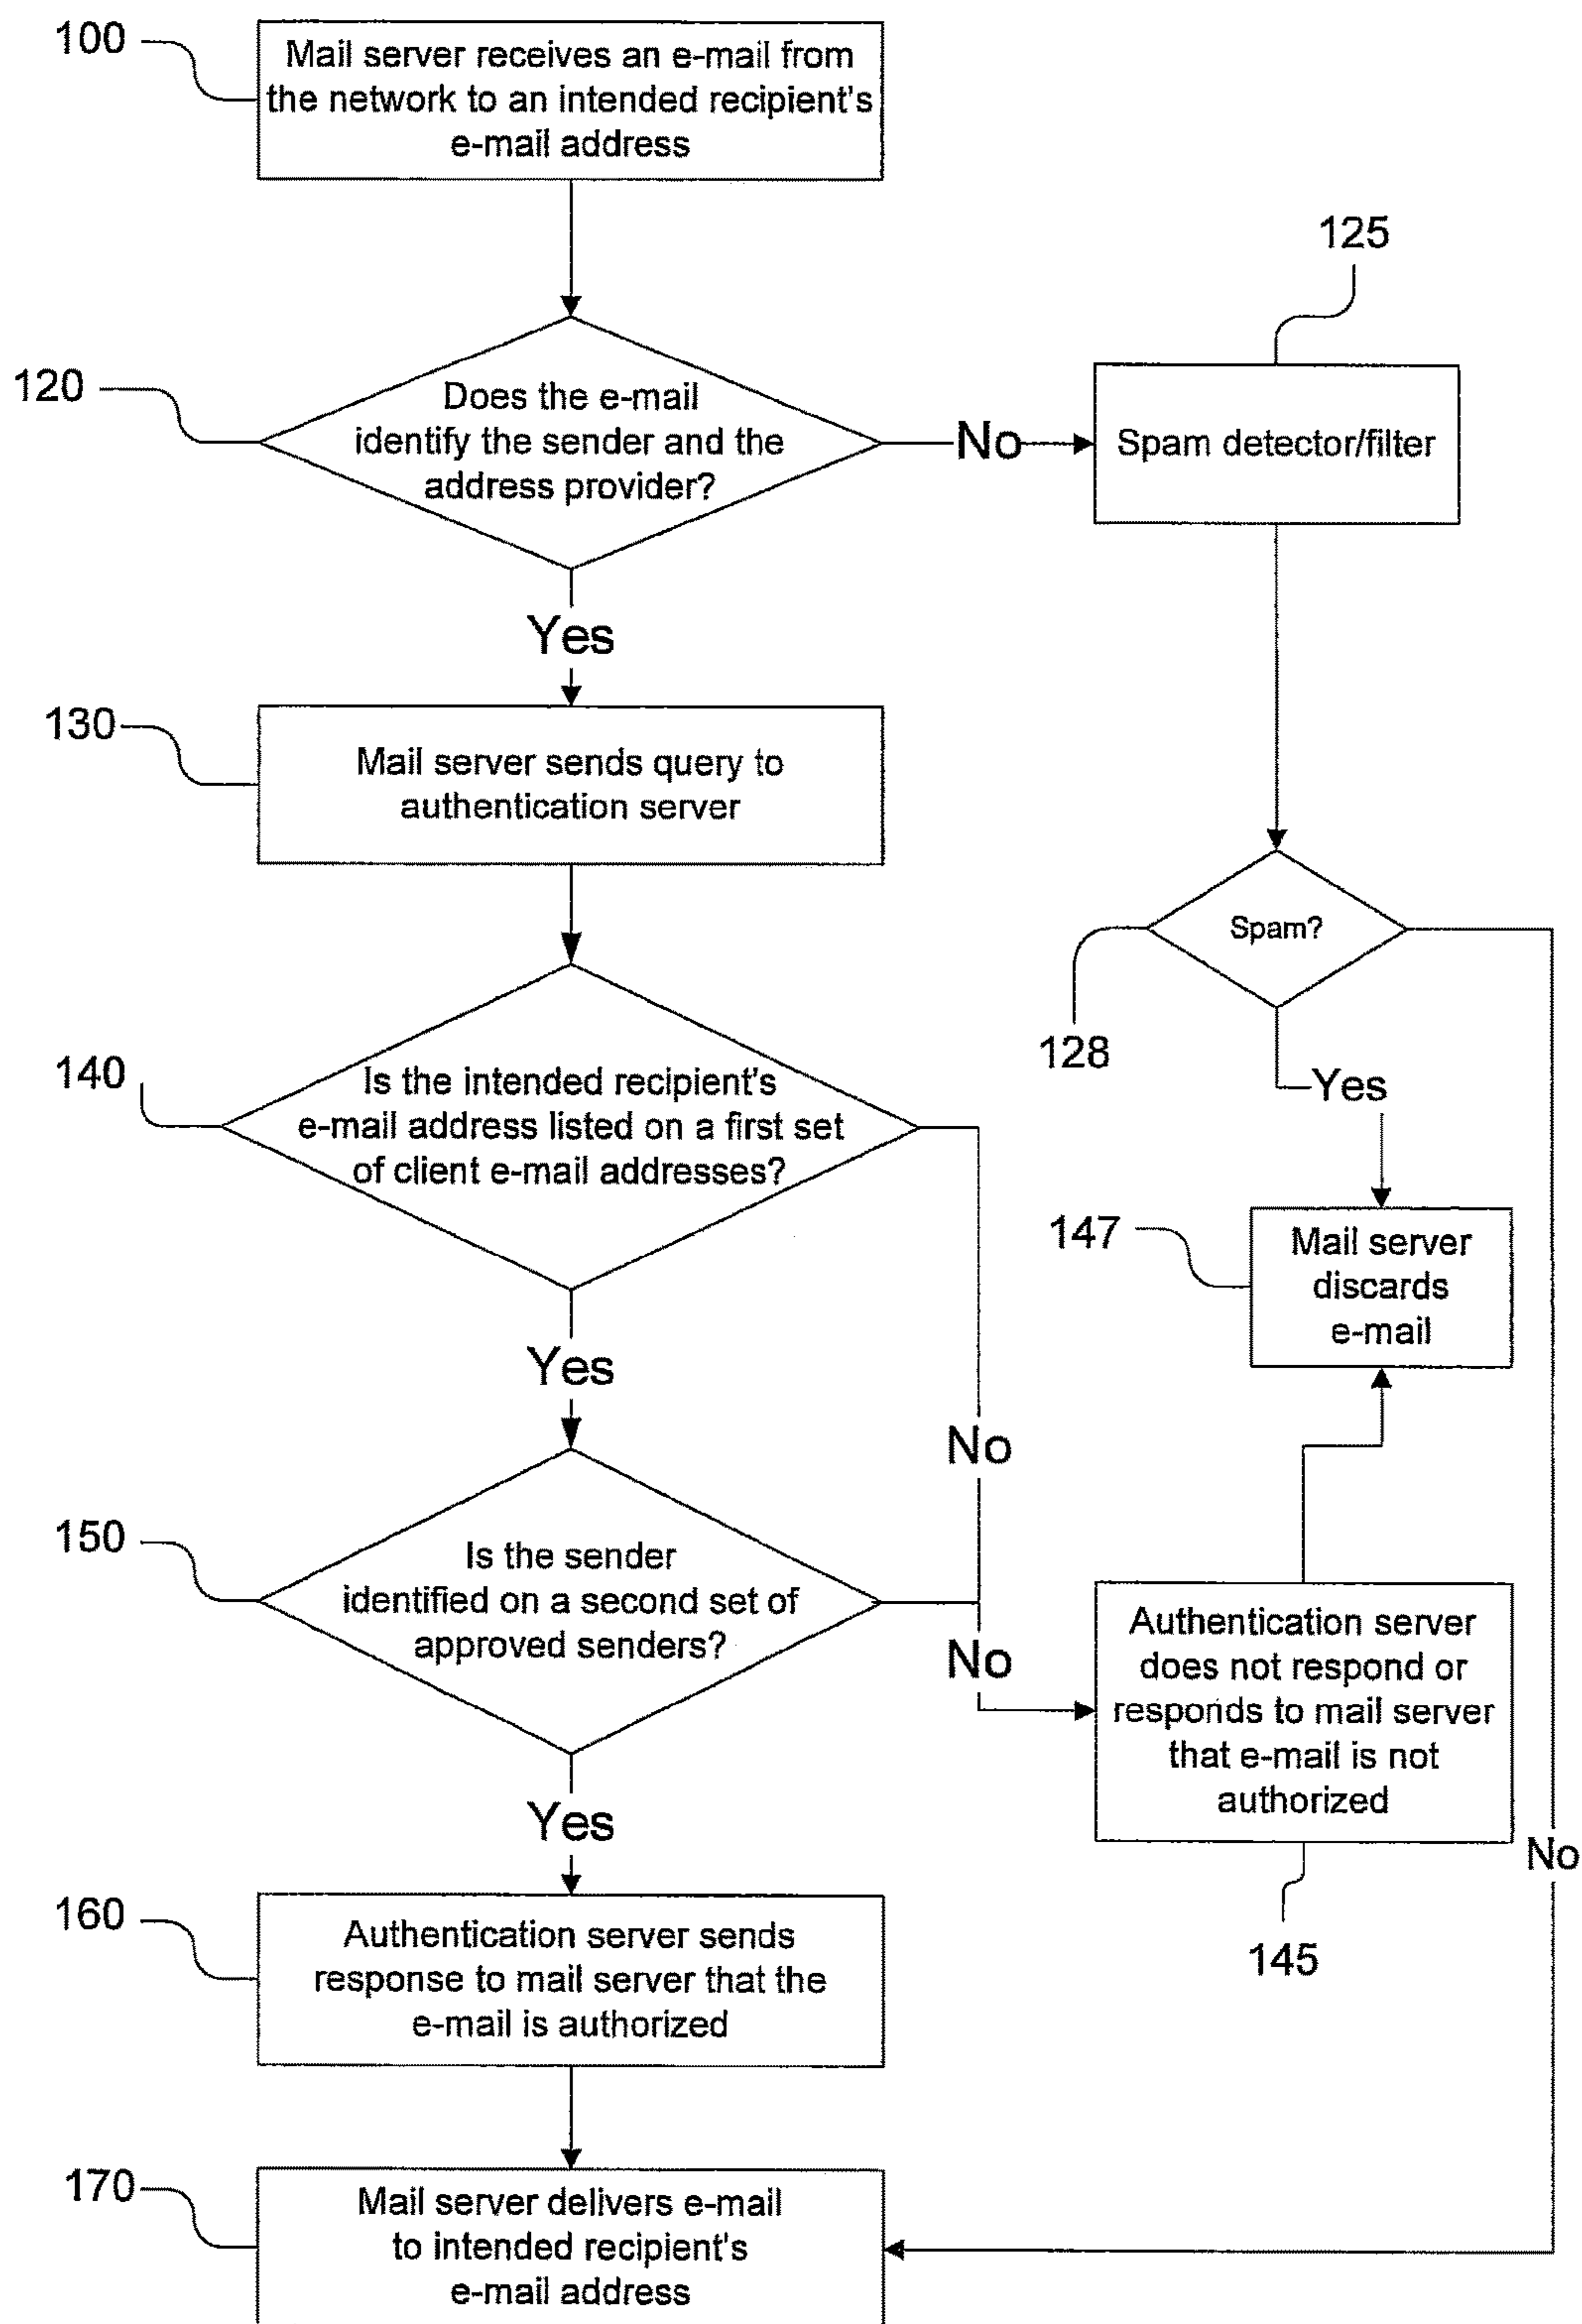 100
Mail server receives an e-mail from
the network to an intended recipient's
e-mail address
125
120
Does the e-mail
identify the sender and the
address provider?
No
Spam detector/filter
Yes
130
Mail server sends query to
authentication server
Spam?
128
140
Is the intended recipient's
e-mail address listed on a first set
of client e-mail addresses?
Yes
147
Mail server
discards
e-mail
Yes
No
150
Is the sender
identified on a second set of
approved senders?
No
Authentication server
does not respond or
responds to mail server
that e-mail is not
authorized
Yes
No
160
Authentication server sends
response to mail server that the
e-mail is authorized
145
170
Mail server delivers e-mail
to intended recipient's
e-mail address